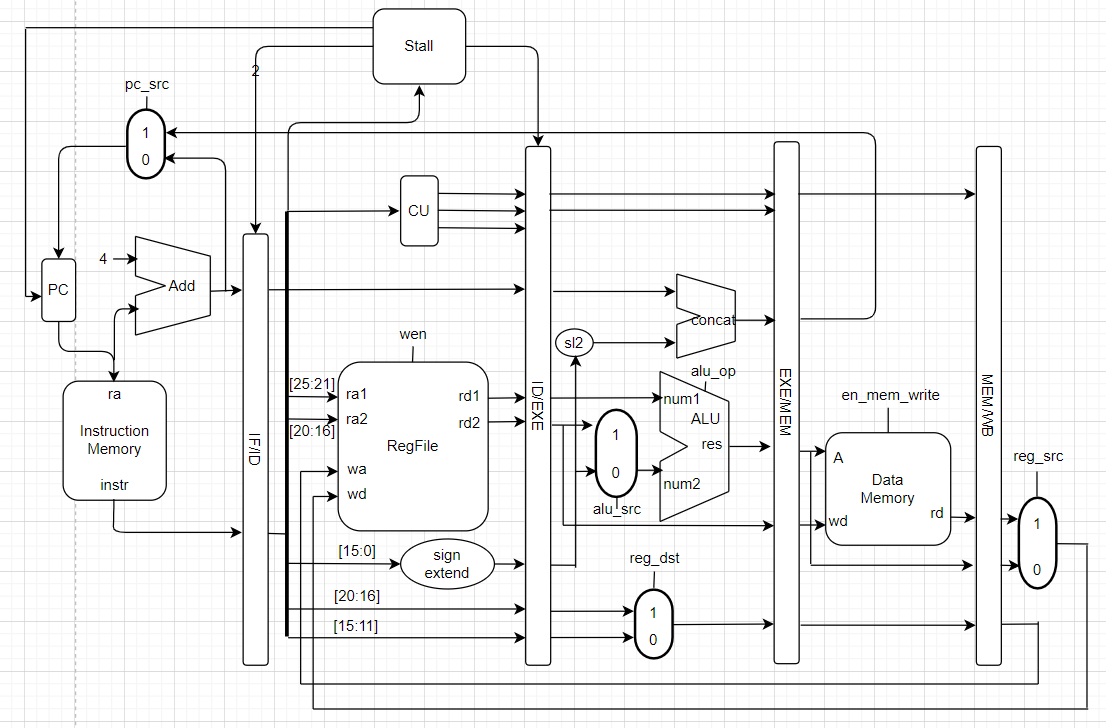 Stall
2
pc_src
1
0
CU
4
Add
PC
concat
sl2
wen
alu_op
ra
[25:21]
ra1
rd1
num1
en_mem_write
[20:16]
ra2
rd2
ALU
Instruction
Memory
RegFile
1
res
A
reg_src
instr
wa
0
num2
Data
Memory
wd
alu_src
wd
rd
1
0
IF/ID
ID/EXE
EXE/MEM
MEM/WB
[15:0]
sign
extend
reg_dst
[20:16]
1
[15:11]
0